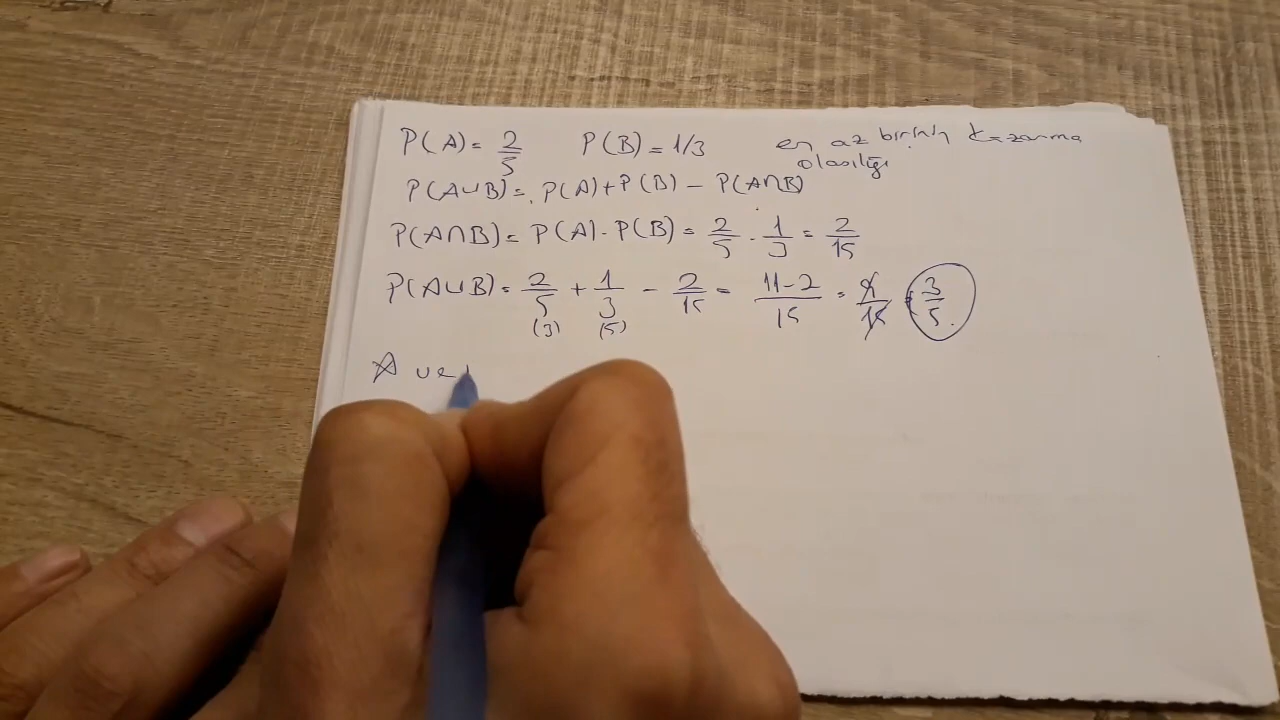 P(A) = 2/5 P(B) = 1/3 en az birinin kazanma olasılığı
P(A∪B) = P(A) + P(B) - P(A∩B)
P(A∩B) = P(A) . P(B) = 2/5 . 1/3 = 2/15
P(A∪B) = 2/5 + 1/3 - 2/15 = 11-2/15 = 9/15 = 3/5
(3) (5)
A ve